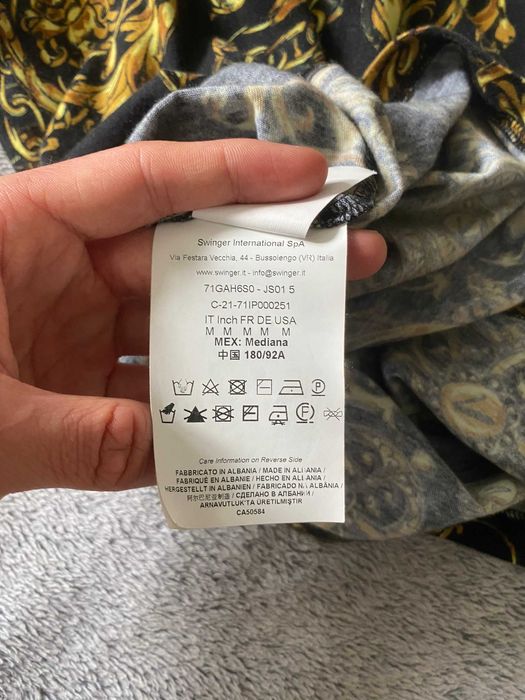 Swinger International SpA
Via Festara Vecchia, 44 - Bussolengo (VR) Italia
www.swinger.it - info@swinger.it
71GAH6S0 - JS01 5
C-21-71IP000251
IT Inch FR DE USA
M M M M M
MEX: Mediana
中国 180/92A
P
F
Care Information on Reverse Side
FABBRICATO IN ALBANIA / MADE IN ALBANIA
FABRIQUÉ EN ALBANIE / HECHO EN ALBANIA
HERGESTELLT IN ALBANIEN / FABRICADO NA ALBÂNIA /
阿尔巴尼亚制造 / СДЕЛАНО В АЛБАНИИ /
ARNAVUTLUK'TA ÜRETILMIŞTIR
CA50584